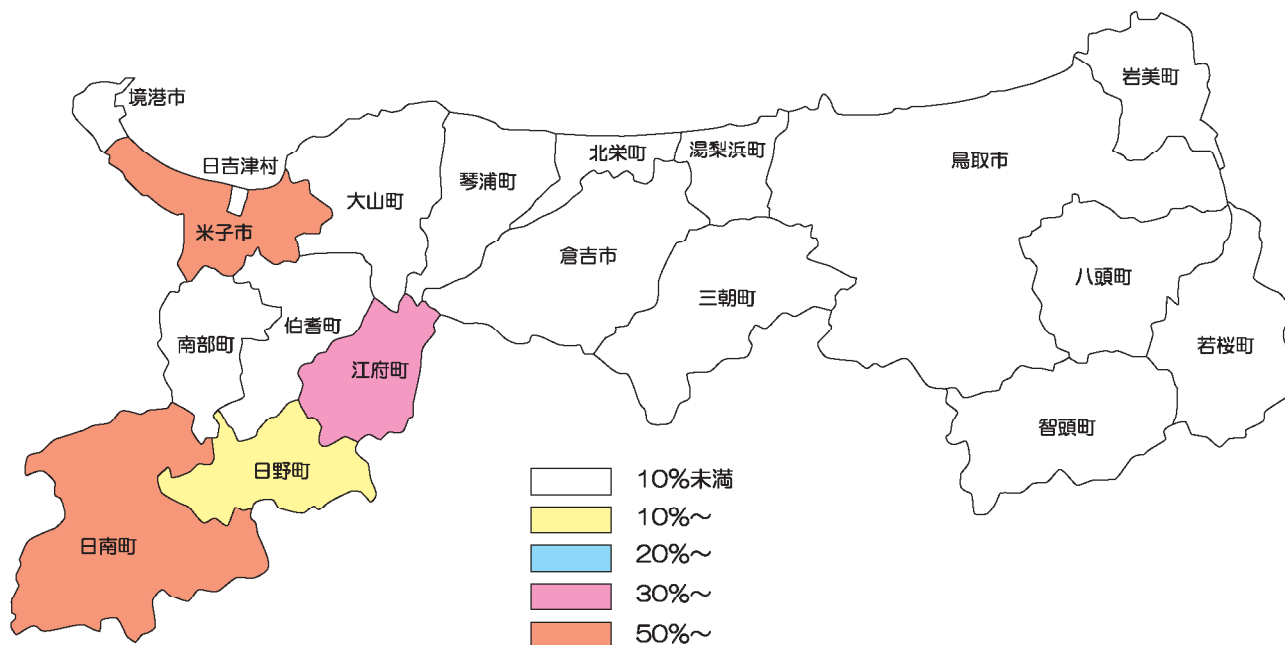 岩美町
境港市
日吉津村
北栄町
湯梨浜町
鳥取市
琴浦町
大山町
米子市
倉吉市
八頭町
三朝町
伯耆町
南部町
若桜町
江府町
智頭町
日野町
日南町
10%未満
10%～
20%～
30%～
50%～